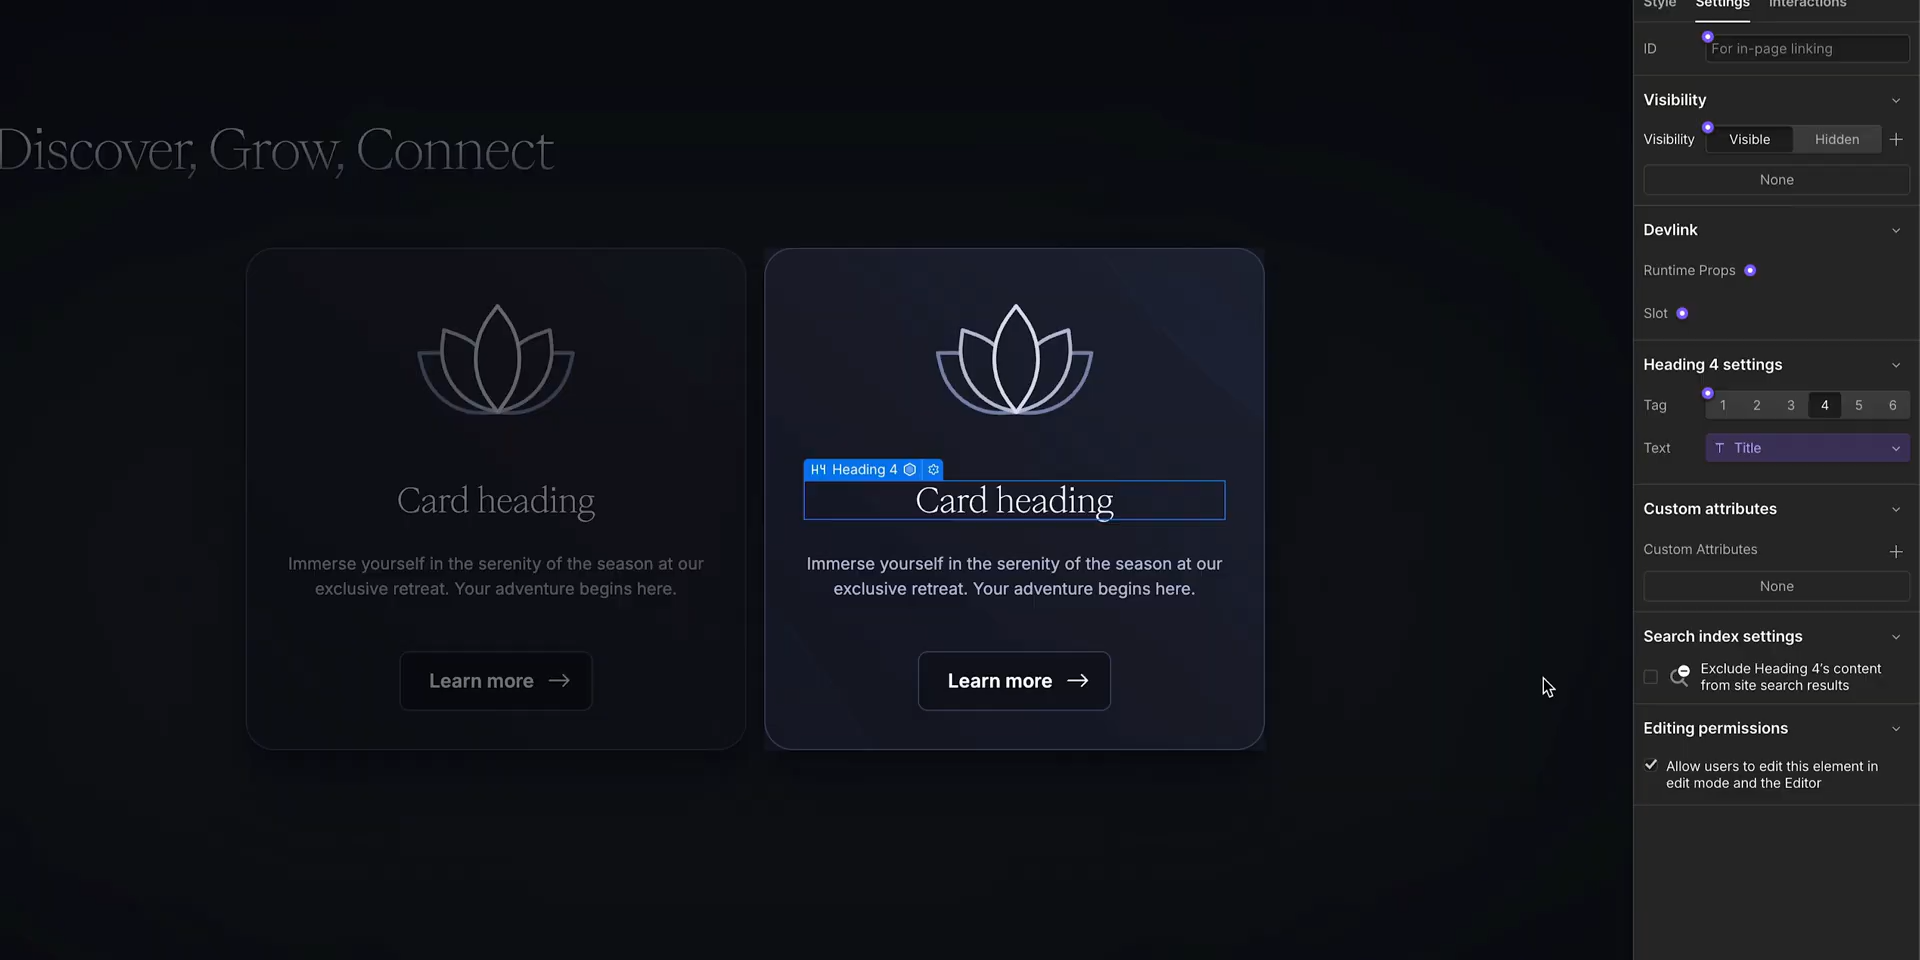 Style Settings Interactions
ID For in-page linking
Visibility
Visibility Visible Hidden
None
Devlink
Runtime Props
Slot
Heading 4 settings
Tag 1 2 3 4 5 6
Text T Title
Custom attributes
Custom Attributes
None
Search index settings
Exclude Heading 4's content
from site search results
Editing permissions
Allow users to edit this element in
edit mode and the Editor
Discover, Grow, Connect
Card heading
Immerse yourself in the serenity of the season at our
exclusive retreat. Your adventure begins here.
Learn more
H4 Heading 4
Card heading
Immerse yourself in the serenity of the season at our
exclusive retreat. Your adventure begins here.
Learn more